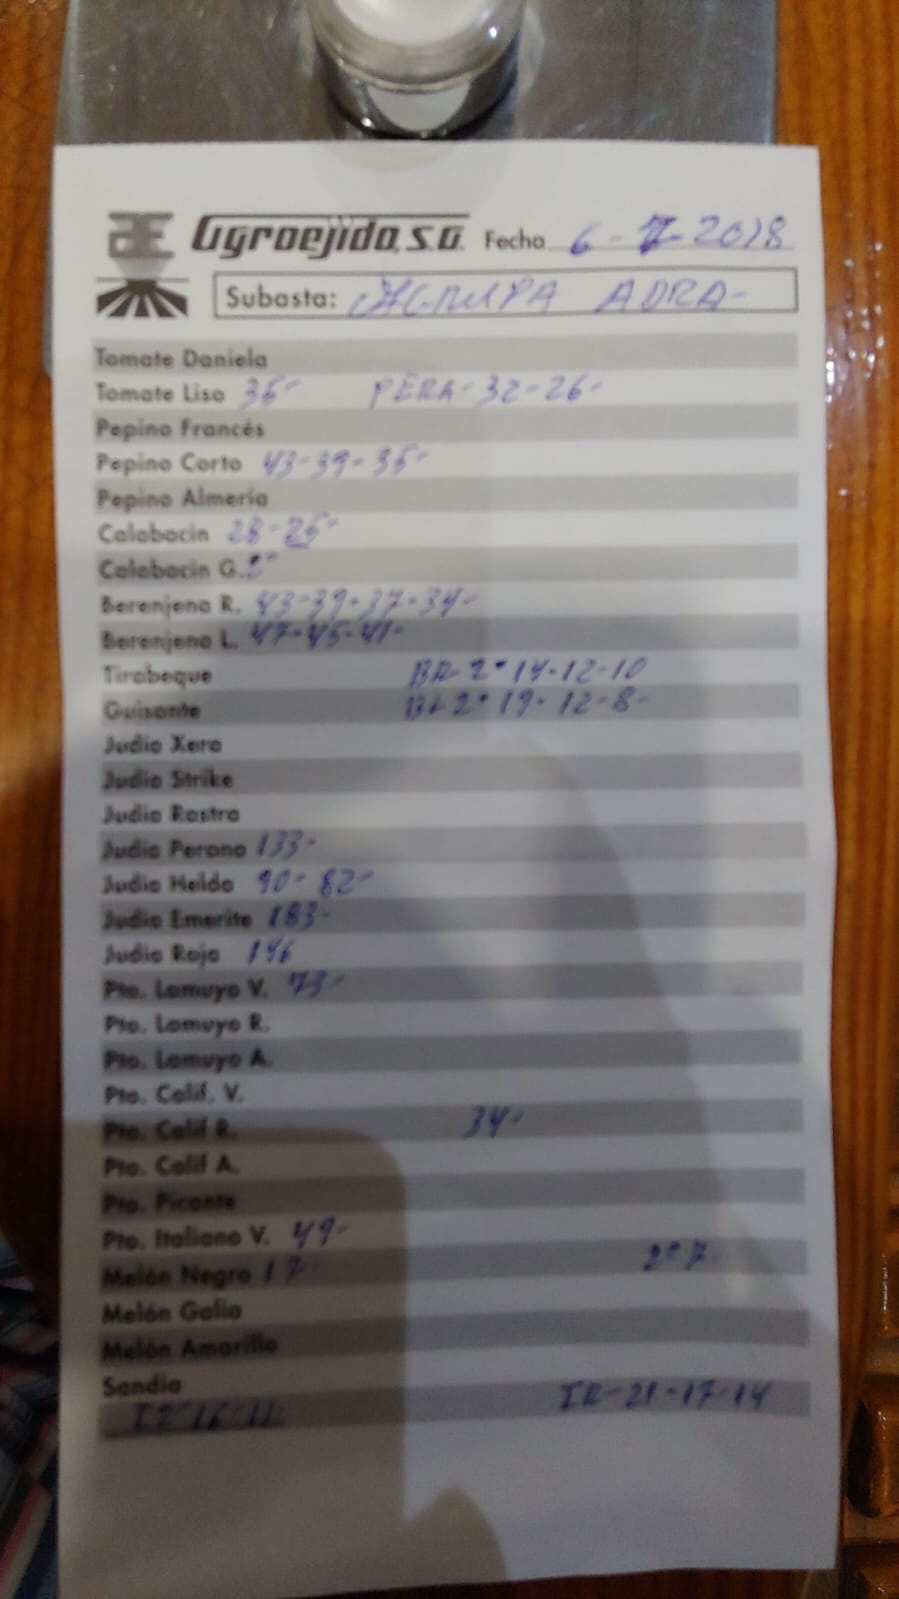 Agroejido, S.A. Fecha 6-7-2018
Subasta: AGRUPA ADRA-
Tomate Daniela
Tomate Liso 36- PERA-32-26-
Pepino Francés
Pepino Corto 43-39-35-
Pepino Almeria
Calabacin 28-25-
Calabacin G.
Berenjena R. 43-39-37-34-
Berenjena L. 47-45-41-
Tirabeque BR-2ª 14-12-10
Guisante BL 2ª 19-12-8-
Judia Xera
Judia Strike
Judia Rastra
Judia Perona 133-
Judia Helda 90-82-
Judia Emerite 183-
Judia Roja 146
Pto. Lamuyo V. 73-
Pto. Lamuyo R.
Pto. Lamuyo A.
Pto. Calif. V.
Pto. Calif R. 34-
Pto. Calif A.
Pto. Picante
Pto. Italiano V. 49-
Melón Negro 17- 2ª 7-
Melón Galia
Melón Amarillo
Sandia
IR-21-17-14